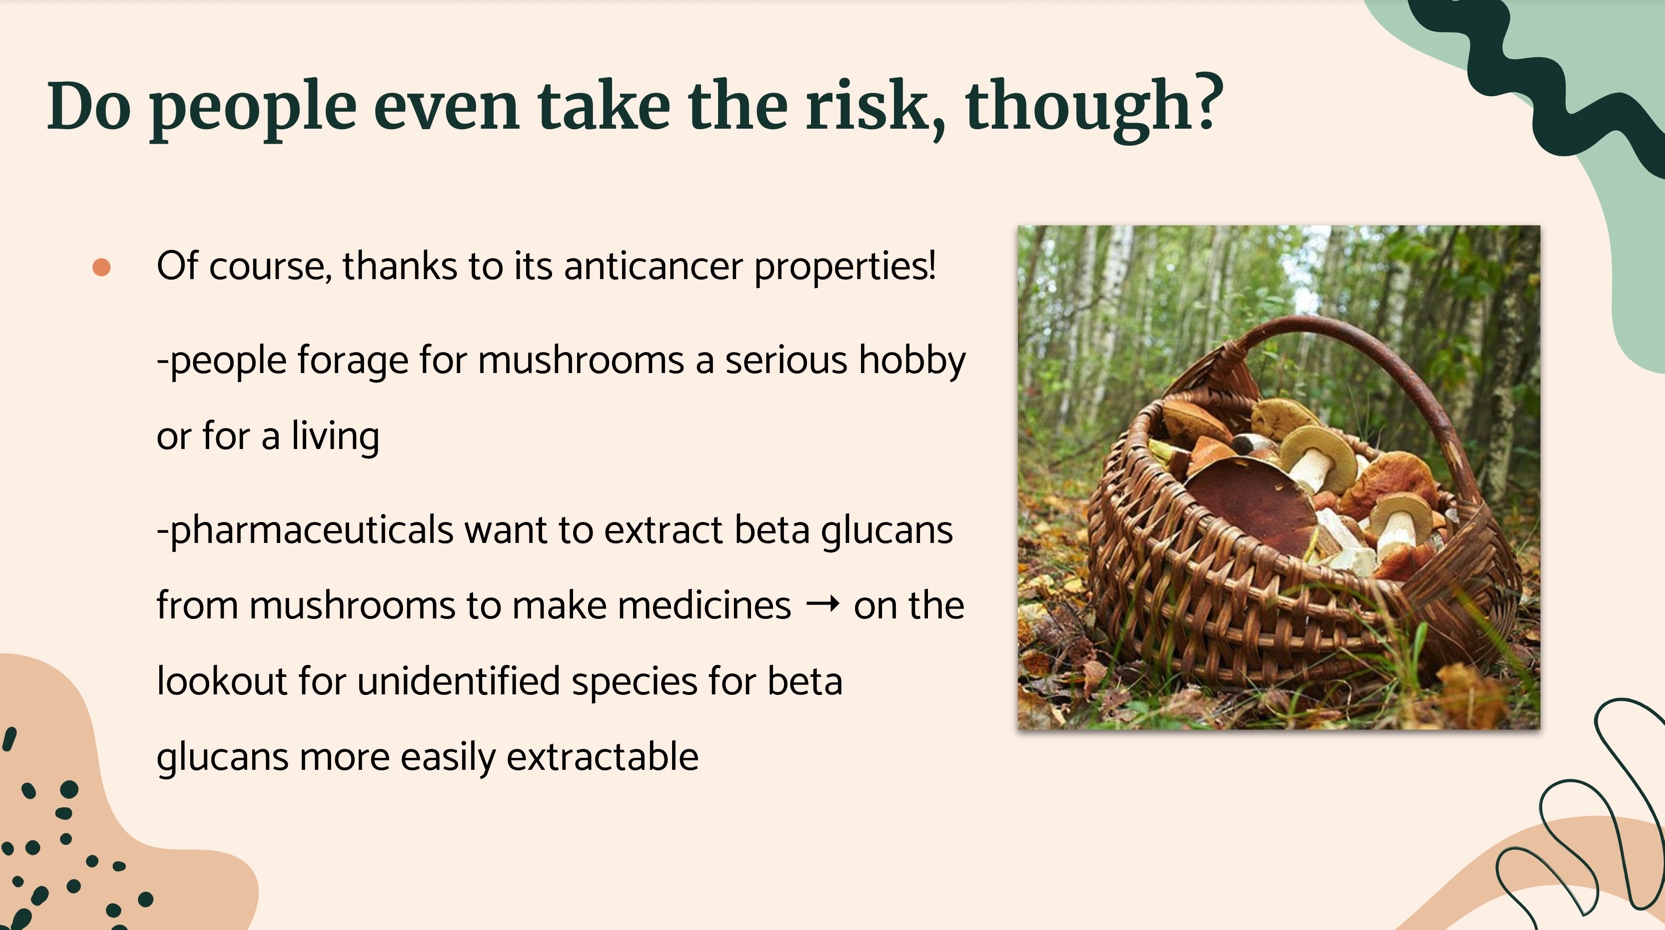 Do people even take the risk, though?
Of course, thanks to its anticancer properties!
-people forage for mushrooms a serious hobby
or for a living
-pharmaceuticals want to extract beta glucans
from mushrooms to make medicines → on the
lookout for unidentified species for beta
glucans more easily extractable